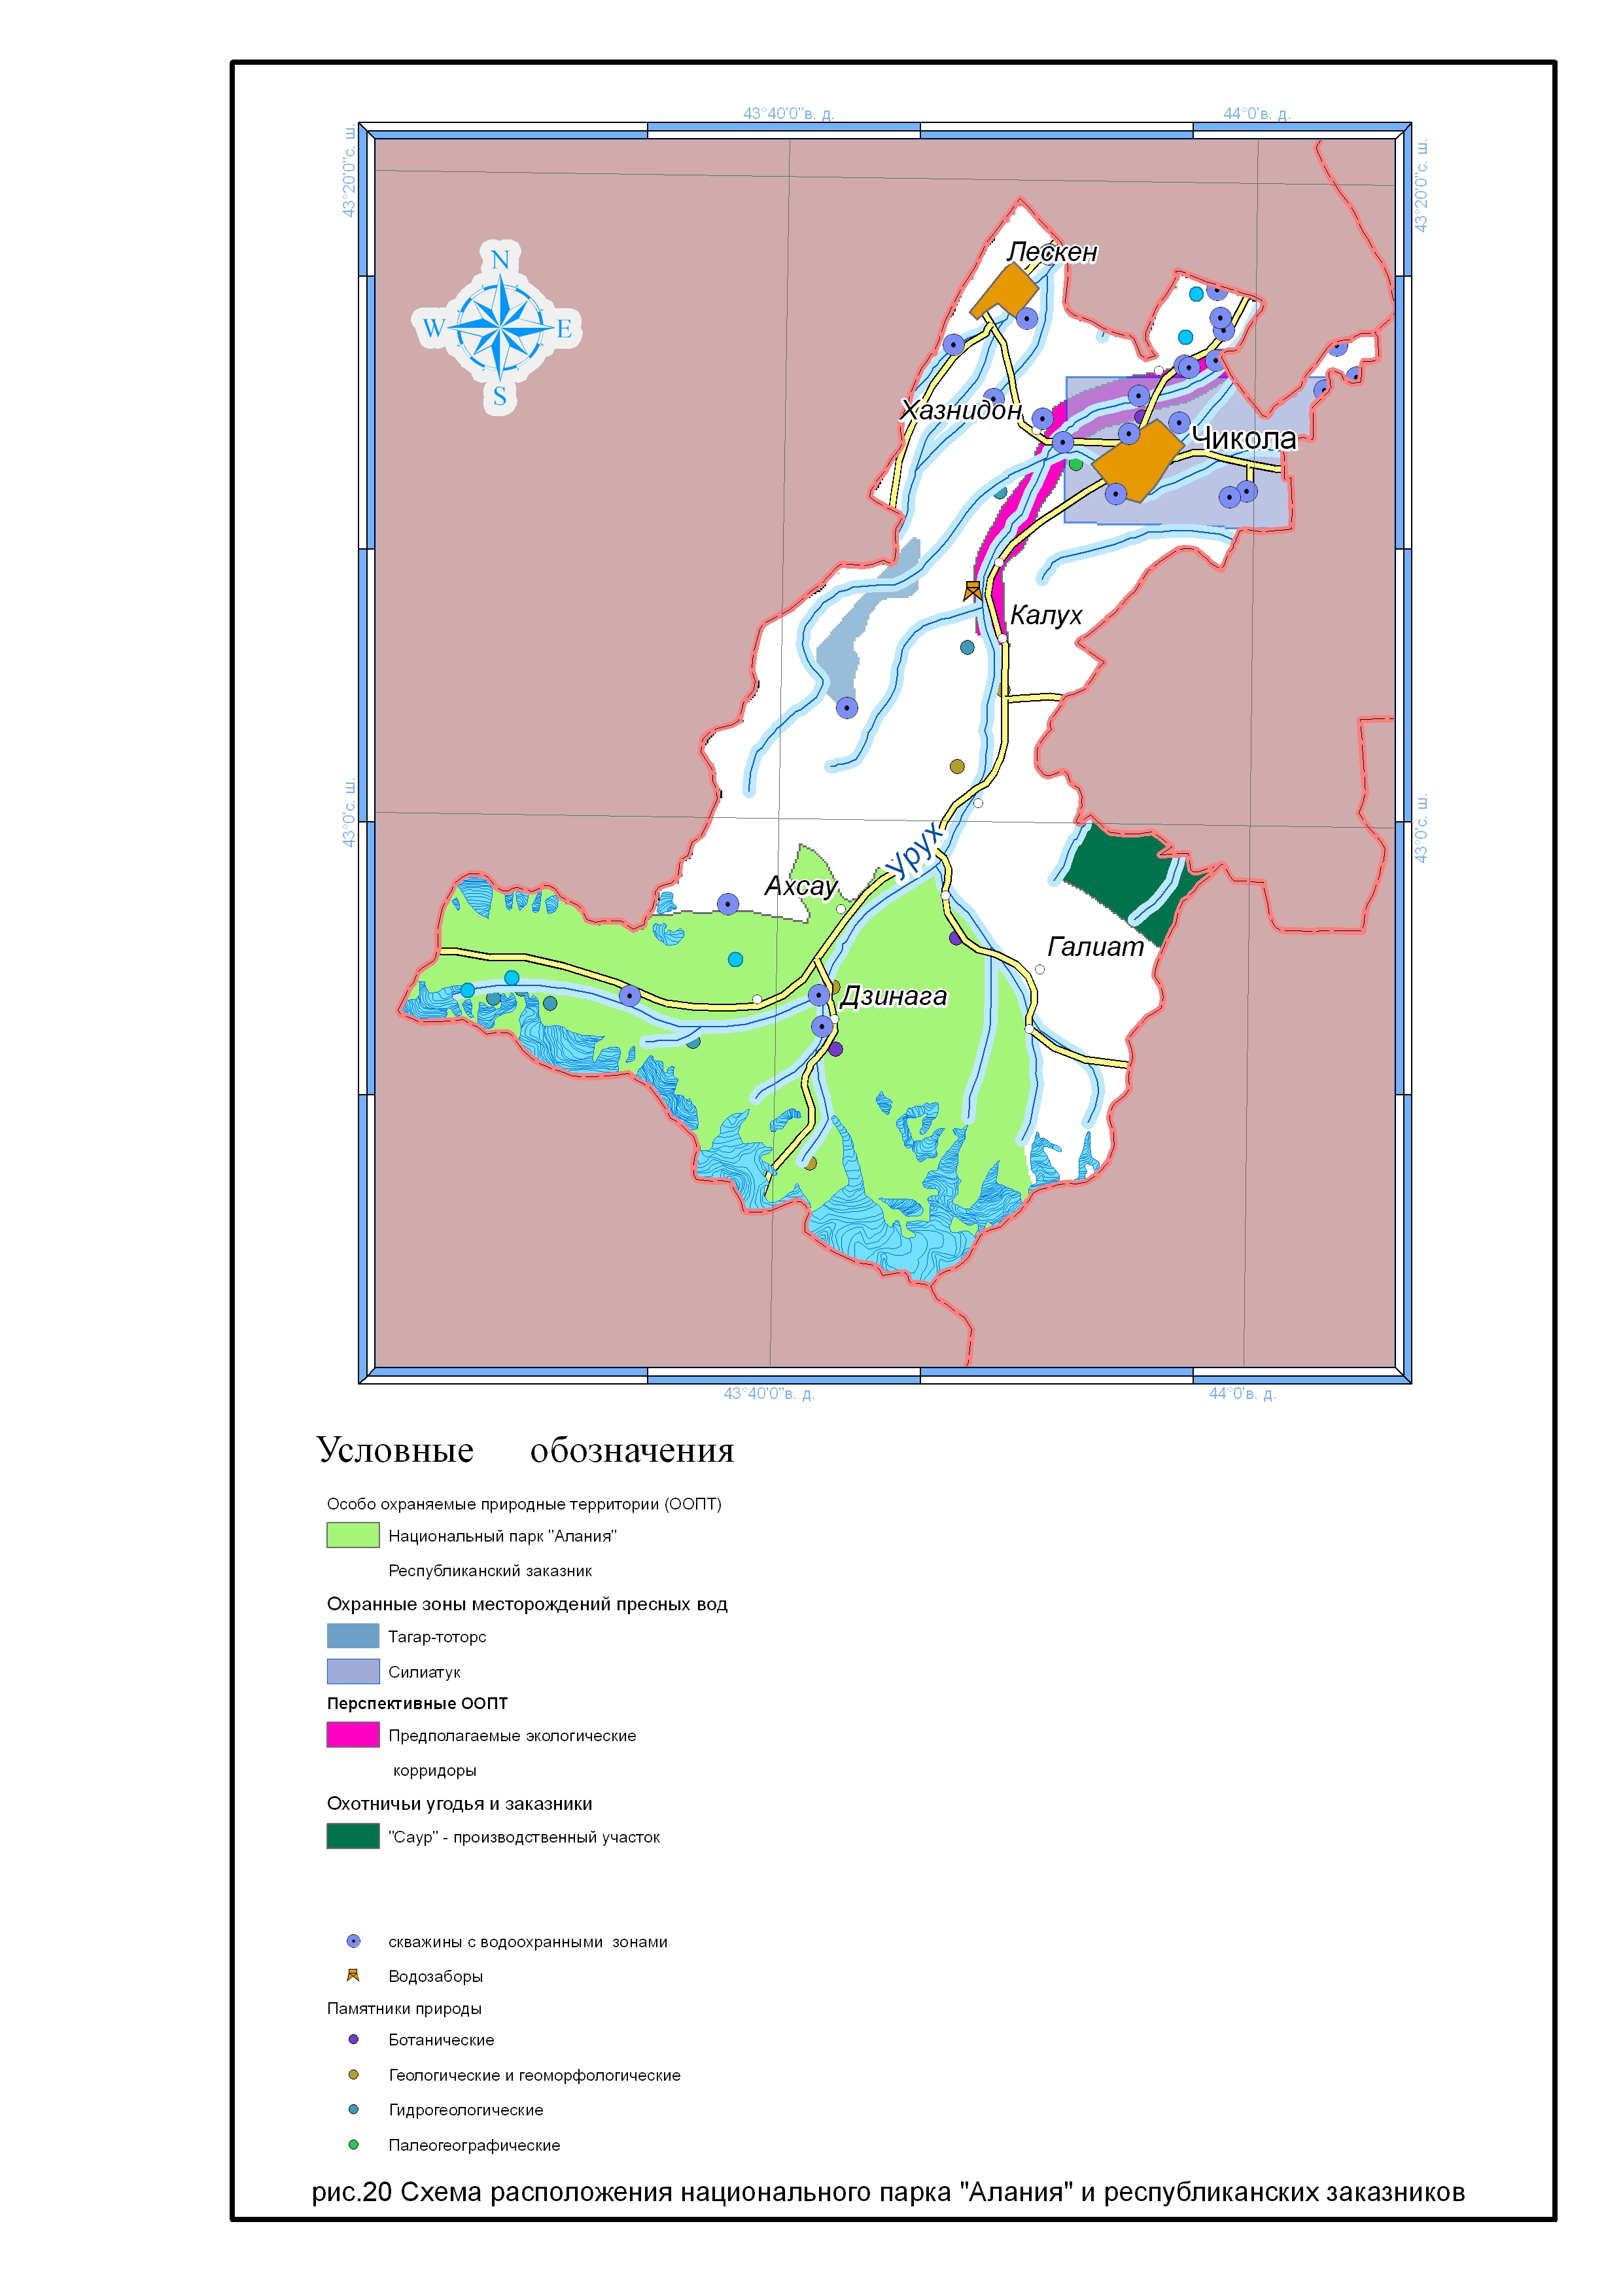 43°40'0"в. д.
44°0'в. д.
43°20'0"с. ш.
43°20'0"с. ш.
N
W
E
S
Лескен
Хазнидон
Чикола
Калух
43°0'с. ш.
43°0'с. ш.
Урух
Ахсау
Галиат
Дзинага
43°40'0"в. д.
44°0'в. д.
Условные обозначения
Особо охраняемые природные территории (ООПТ)
Национальный парк "Алания"
Республиканский заказник
Охранные зоны месторождений пресных вод
Тагар-тоторс
Силиатук
Перспективные ООПТ
Предполагаемые экологические
корридоры
Охотничьи угодья и заказники
"Саур" - производственный участок
скважины с водоохранными зонами
Водозаборы
Памятники природы
Ботанические
Геологические и геоморфологические
Гидрогеологические
Палеогеографические
рис.20 Схема расположения национального парка "Алания" и республиканских заказников